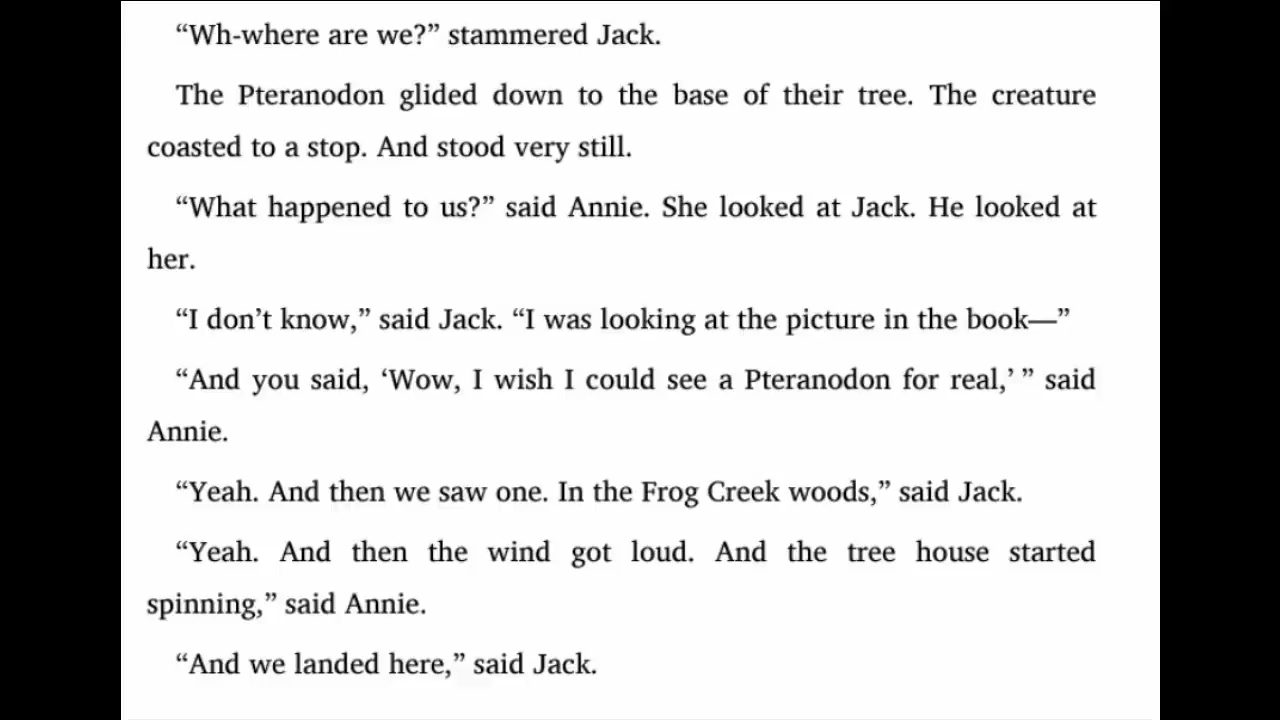 “Wh-where are we?” stammered Jack.
The Pteranodon glided down to the base of their tree. The creature
coasted to a stop. And stood very still.
“What happened to us?” said Annie. She looked at Jack. He looked at
her.
“I don’t know,” said Jack. “I was looking at the picture in the book—”
“And you said, ‘Wow, I wish I could see a Pteranodon for real,’ ” said
Annie.
“Yeah. And then we saw one. In the Frog Creek woods,” said Jack.
“Yeah. And then the wind got loud. And the tree house started
spinning,” said Annie.
“And we landed here,” said Jack.